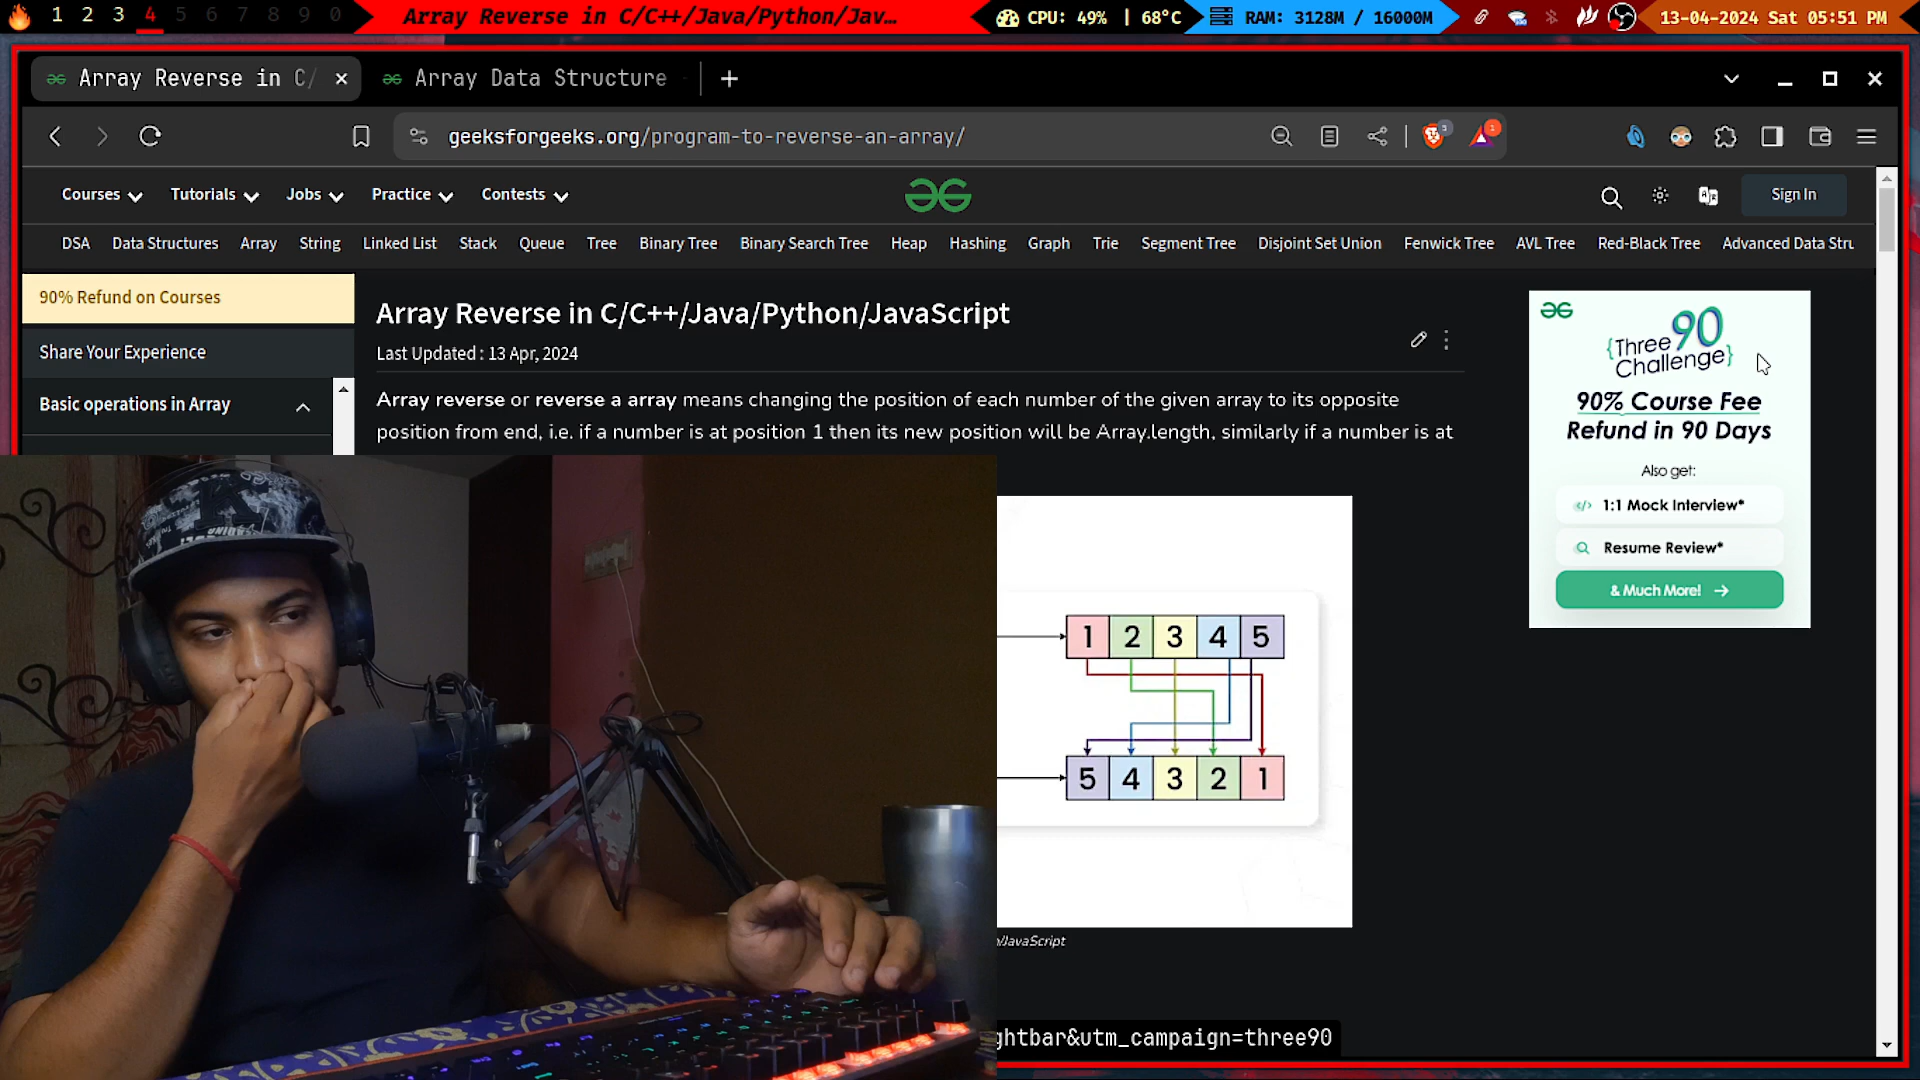 1 2 3 4 5 6 7 8 9 0
Array Reverse in C/C++/Java/Python/Jav…
CPU: 49% | 68°C
RAM: 3128M / 16000M
13-04-2024 Sat 05:51 PM
Array Reverse in C/
Array Data Structure
geeksforgeeks.org/program-to-reverse-an-array/
3
1
Courses Tutorials Jobs Practice Contests
Sign In
DSA Data Structures Array String Linked List Stack Queue Tree Binary Tree Binary Search Tree Heap Hashing Graph Trie Segment Tree Disjoint Set Union Fenwick Tree AVL Tree Red-Black Tree Advanced Data Stru
90% Refund on Courses
Share Your Experience
Basic operations in Array
Array Reverse in C/C++/Java/Python/JavaScript
Last Updated : 13 Apr, 2024
Array reverse or reverse a array means changing the position of each number of the given array to its opposite
position from end, i.e. if a number is at position 1 then its new position will be Array.length, similarly if a number is at
1 2 3 4 5
5 4 3 2 1
n/JavaScript
{Three 90
Challenge}
90% Course Fee
Refund in 90 Days
Also get:
</> 1:1 Mock Interview*
Resume Review*
& Much More! →
ghtbar&utm_campaign=three90